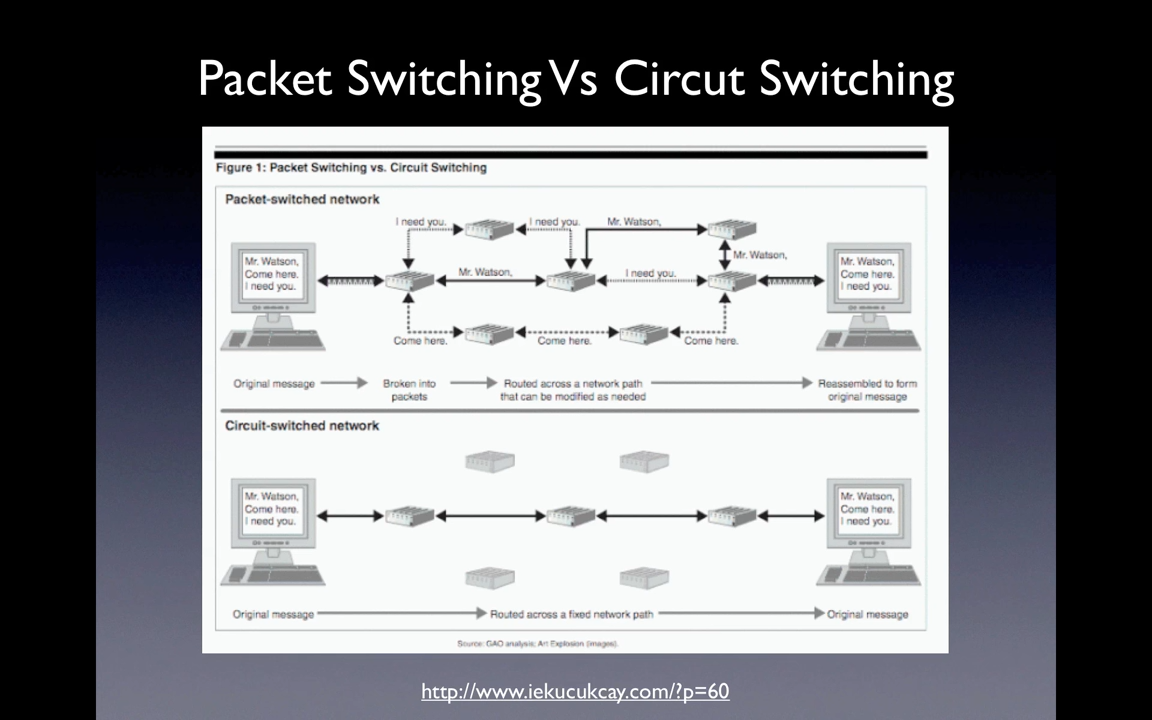 Packet Switching Vs Circut Switching
Figure 1: Packet Switching vs. Circuit Switching
Packet-switched network
I need you.
I need you.
Mr. Watson,
Mr. Watson,
Come here.
I need you.
Mr. Watson,
I need you.
Mr. Watson,
Mr. Watson,
Come here.
I need you.
Come here.
Come here.
Come here.
Original message
Broken into
packets
Routed across a network path
that can be modified as needed
Reassembled to form
original message
Circuit-switched network
Mr. Watson,
Come here.
I need you.
Mr. Watson,
Come here.
I need you.
Original message
Routed across a fixed network path
Original message
Source: GAO analysis; Art Explosion (images).
http://www.iekucukcay.com/?p=60